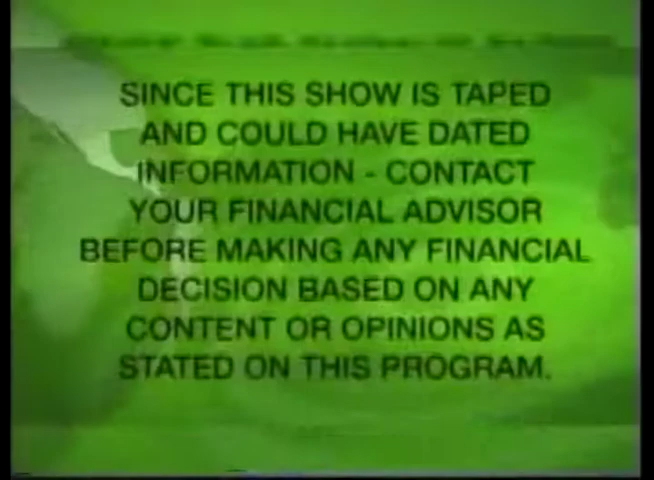 SINCE THIS SHOW IS TAPED
AND COULD HAVE DATED
INFORMATION - CONTACT
YOUR FINANCIAL ADVISOR
BEFORE MAKING ANY FINANCIAL
DECISION BASED ON ANY
CONTENT OR OPINIONS AS
STATED ON THIS PROGRAM.